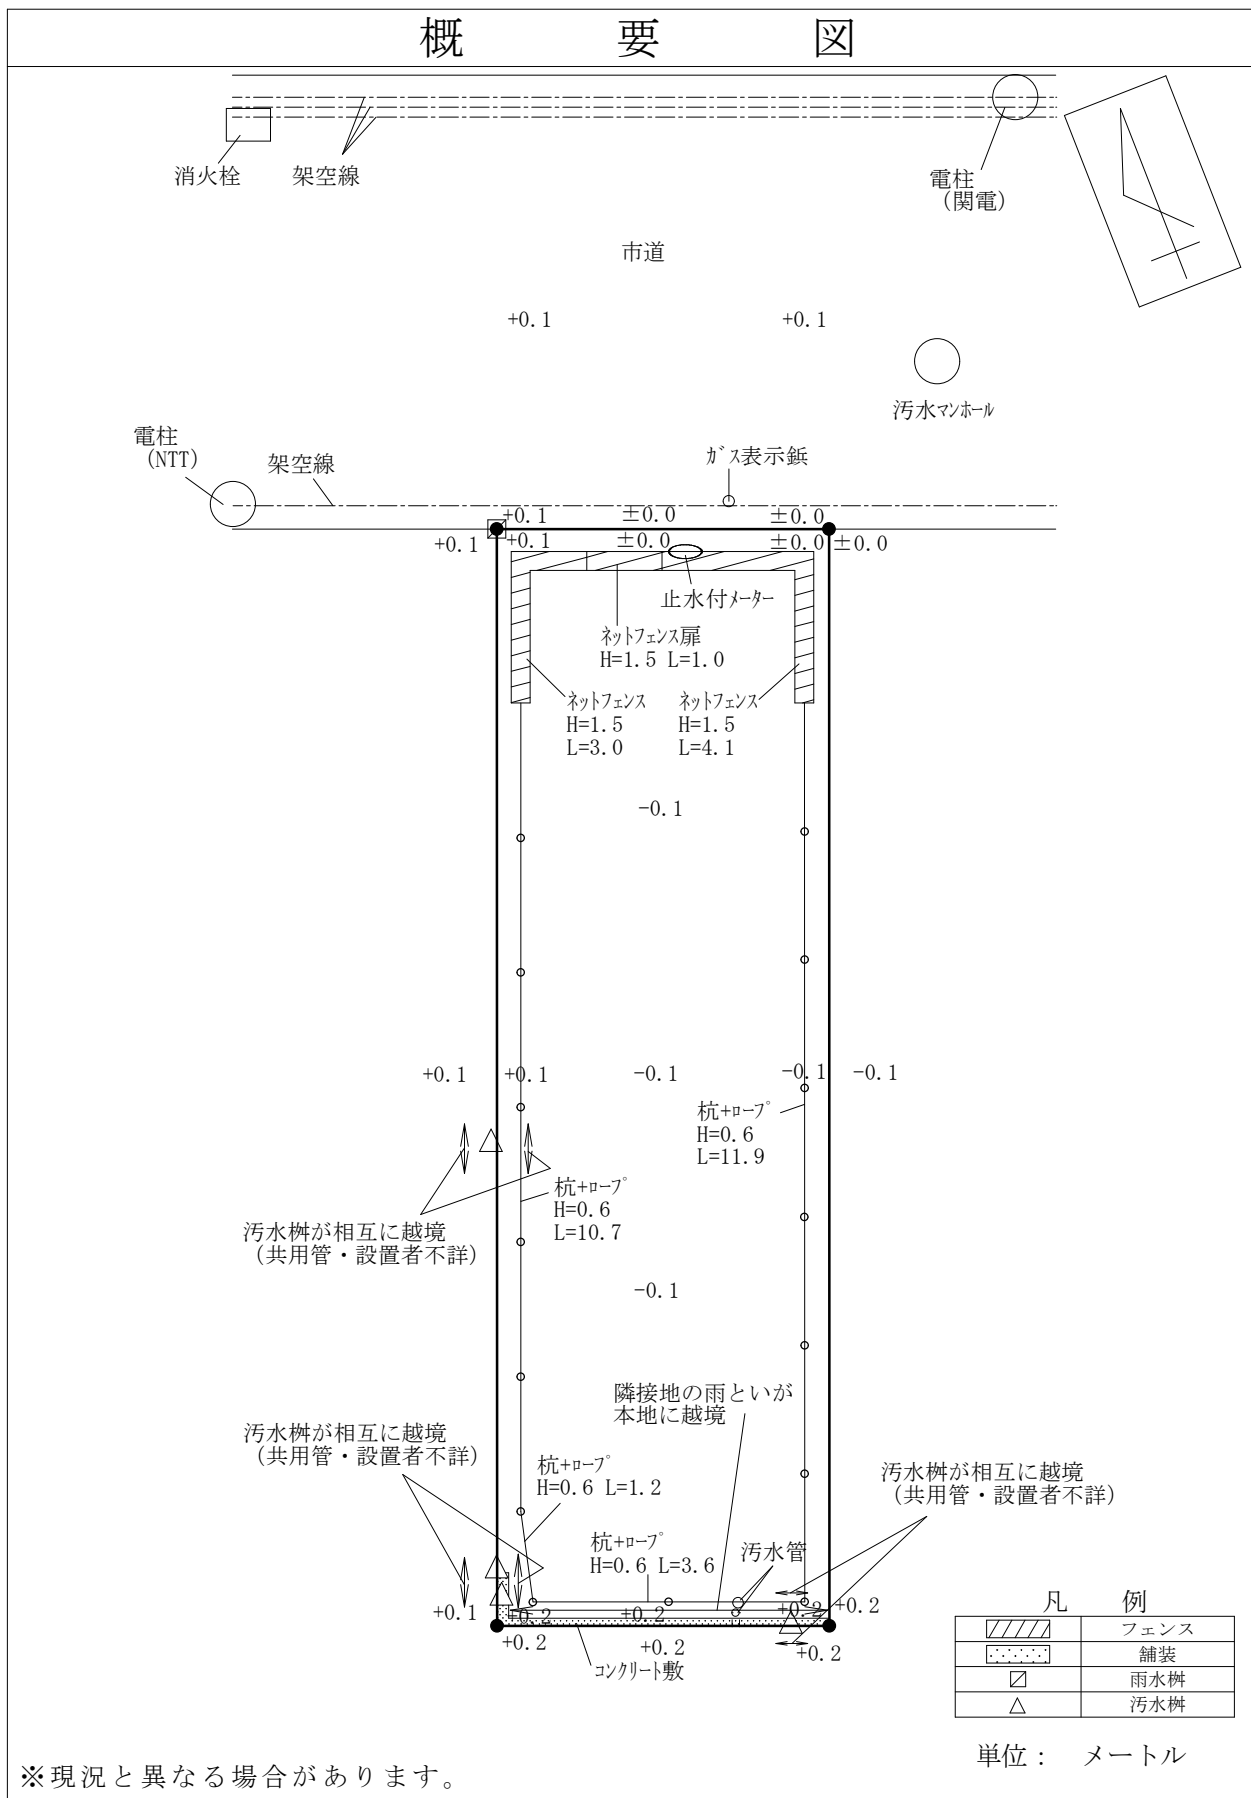 概 要 図
消火栓
架空線
電柱
(関電)
市道
+0.1
+0.1
汚水ﾏﾝﾎｰﾙ
電柱
(NTT)
架空線
ｶﾞｽ表示鋲
+0.1
±0.0
±0.0
+0.1
+0.1
±0.0
±0.0
±0.0
止水付ﾒｰﾀｰ
ﾈｯﾄﾌｪﾝｽ扉
H=1.5 L=1.0
ﾈｯﾄﾌｪﾝｽ
H=1.5
L=3.0
ﾈｯﾄﾌｪﾝｽ
H=1.5
L=4.1
-0.1
+0.1
+0.1
-0.1
-0.1
-0.1
杭+ﾛｰﾌﾟ
H=0.6
L=11.9
杭+ﾛｰﾌﾟ
H=0.6
L=10.7
汚水桝が相互に越境
(共用管・設置者不詳)
-0.1
隣接地の雨といが
本地に越境
汚水桝が相互に越境
(共用管・設置者不詳)
杭+ﾛｰﾌﾟ
H=0.6 L=1.2
汚水桝が相互に越境
(共用管・設置者不詳)
杭+ﾛｰﾌﾟ
H=0.6 L=3.6
汚水管
+0.1
+0.2
+0.2
+0.2
+0.2
+0.2
+0.2
+0.2
ｺﾝｸﾘｰﾄ敷
凡 例
フェンス
舗装
雨水桝
汚水桝
単位： メートル
※現況と異なる場合があります。